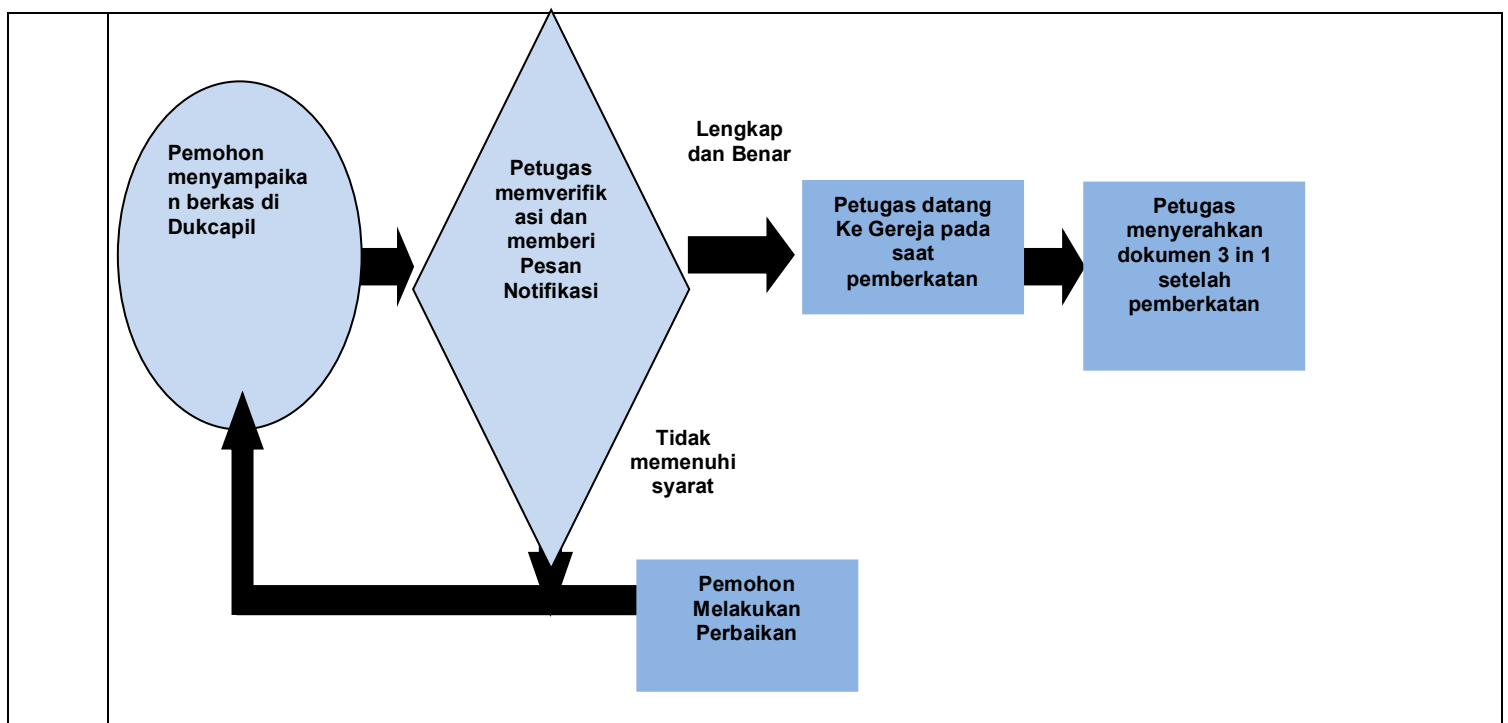 Pemohon
menyampaika
n berkas di
Dukcapil
Petugas
memverifik
asi dan
memberi
Pesan
Notifikasi
Lengkap
dan Benar
Petugas datang
Ke Gereja pada
saat
pemberkatan
Petugas
menyerahkan
dokumen 3 in 1
setelah
pemberkatan
Tidak
memenuhi
syarat
Pemohon
Melakukan
Perbaikan